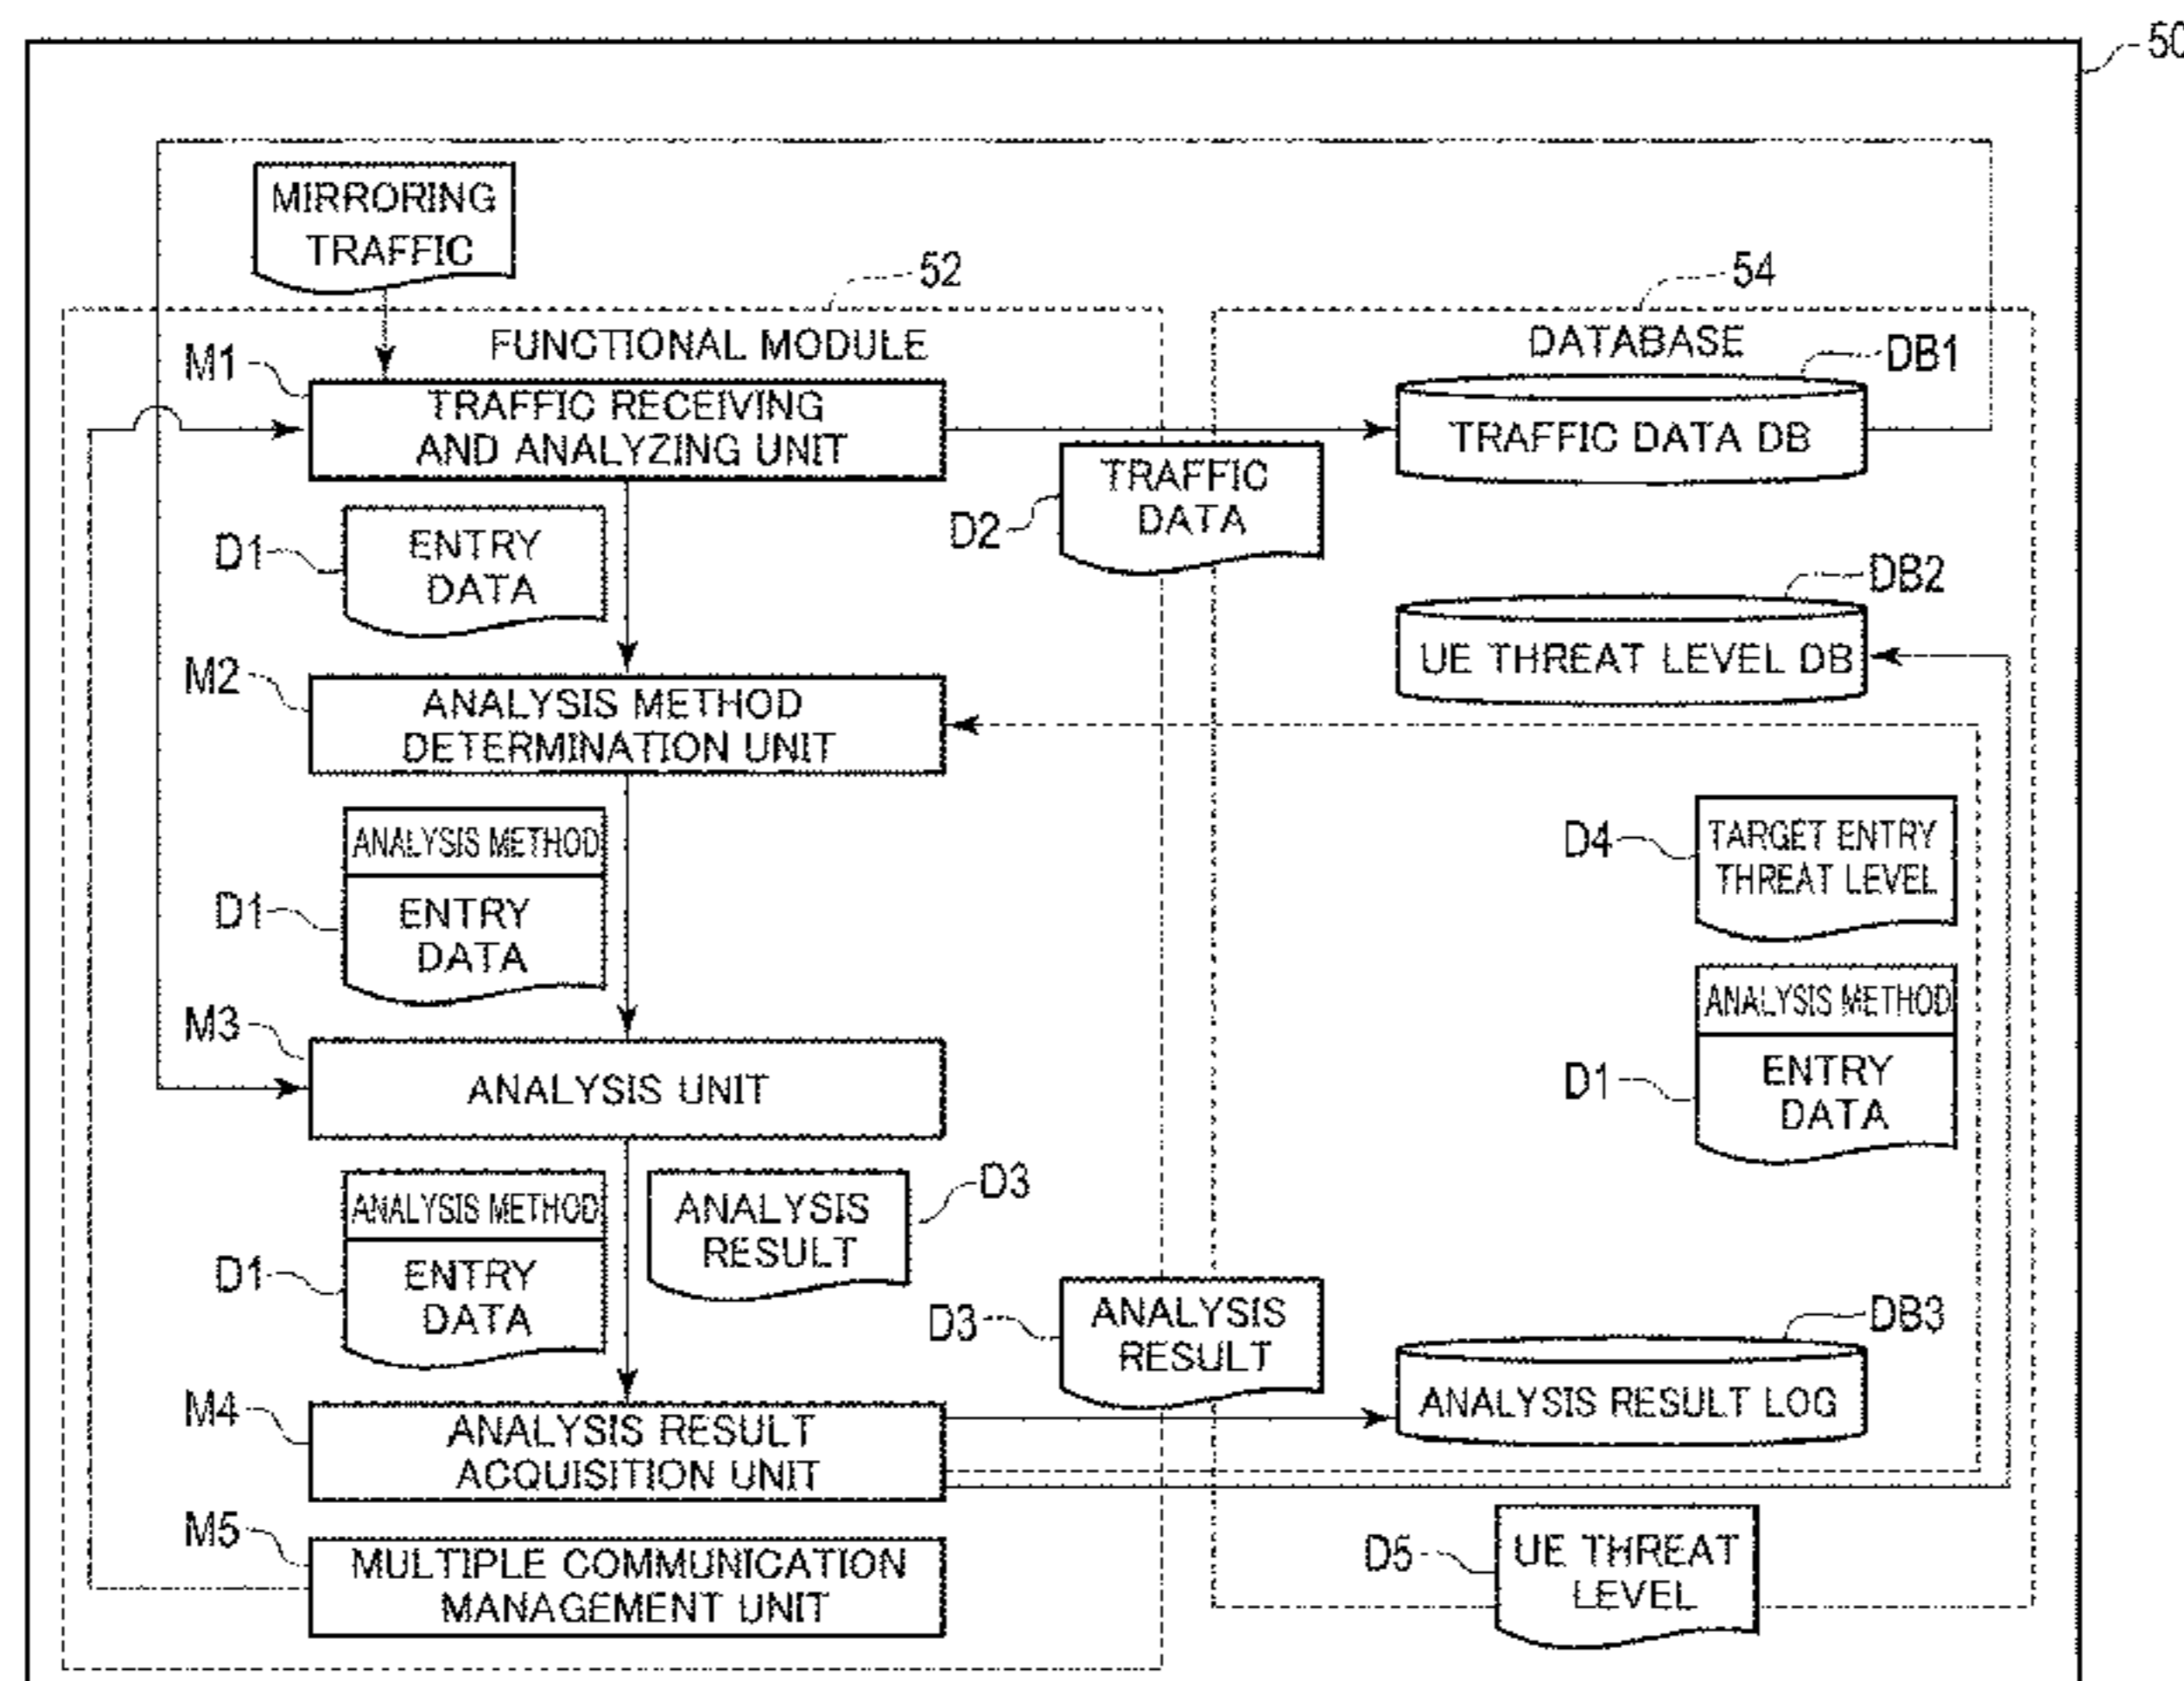 50
MIRRORING
TRAFFIC
52
54
FUNCTIONAL MODULE
DATABASE
M1
DB1
TRAFFIC RECEIVING
AND ANALYZING UNIT
TRAFFIC DATA DB
D2
TRAFFIC
DATA
D1
ENTRY
DATA
DB2
UE THREAT LEVEL DB
M2
ANALYSIS METHOD
DETERMINATION UNIT
D4
TARGET ENTRY
THREAT LEVEL
ANALYSIS METHOD
D1
ENTRY
DATA
ANALYSIS METHOD
D1
ENTRY
DATA
M3
ANALYSIS UNIT
ANALYSIS METHOD
D1
ENTRY
DATA
ANALYSIS
RESULT
D3
D3
ANALYSIS
RESULT
DB3
ANALYSIS RESULT LOG
M4
ANALYSIS RESULT
ACQUISITION UNIT
M5
MULTIPLE COMMUNICATION
MANAGEMENT UNIT
D5
UE THREAT
LEVEL